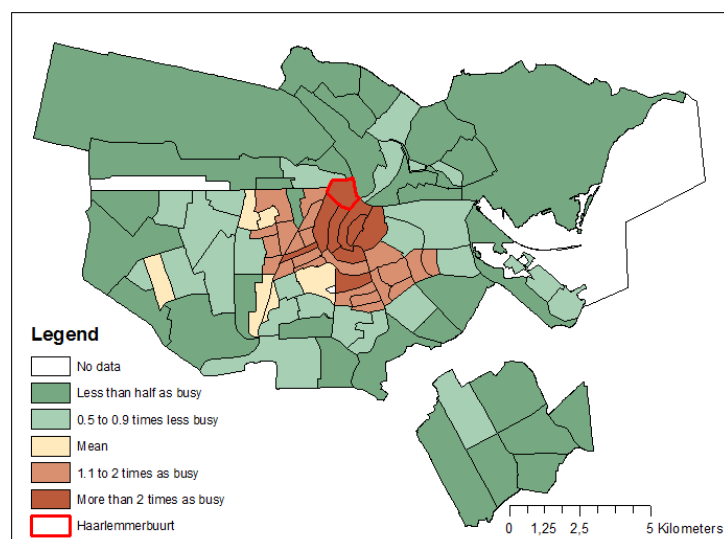 Legend
No data
Less than half as busy
0.5 to 0.9 times less busy
Mean
1.1 to 2 times as busy
More than 2 times as busy
Haarlemmerbuurt
0 1,25 2,5 5 Kilometers